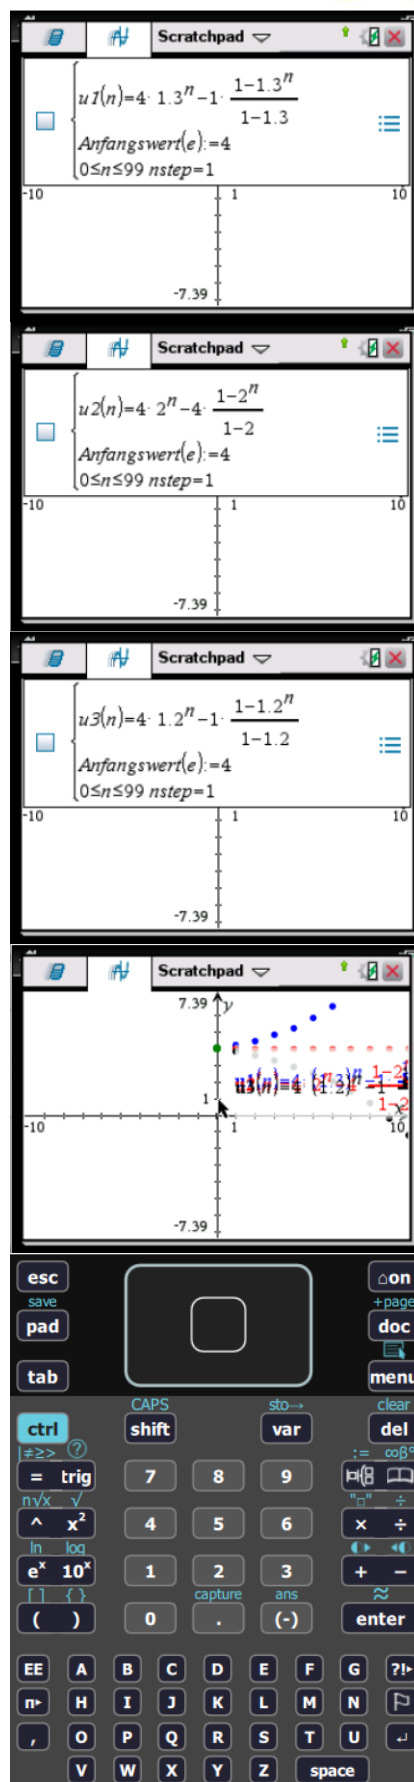 Scratchpad
u1(n)=4· 1.3^n−1· (1−1.3^n)/(1−1.3)
Anfangswert(e):=4
0≤n≤99 nstep=1
-10 1 10
-7.39
Scratchpad
u2(n)=4· 2^n−4· (1−2^n)/(1−2)
Anfangswert(e):=4
0≤n≤99 nstep=1
-10 1 10
-7.39
Scratchpad
u3(n)=4· 1.2^n−1· (1−1.2^n)/(1−1.2)
Anfangswert(e):=4
0≤n≤99 nstep=1
-10 1 10
-7.39
Scratchpad
7.39 y
1
-10 1 10
-7.39
esc on
save +page
pad doc
tab menu
CAPS sto→ clear
ctrl shift var del
|≠≥> ? := ∞β°
= trig 7 8 9
n√x √ "□" ÷
^ x² 4 5 6 × ÷
ln log
e^x 10^x 1 2 3 + −
[ ] { } capture ans ≈
( ) 0 . (-) enter
EE A B C D E F G ?!▸
π▸ H I J K L M N
, O P Q R S T U ↵
V W X Y Z space